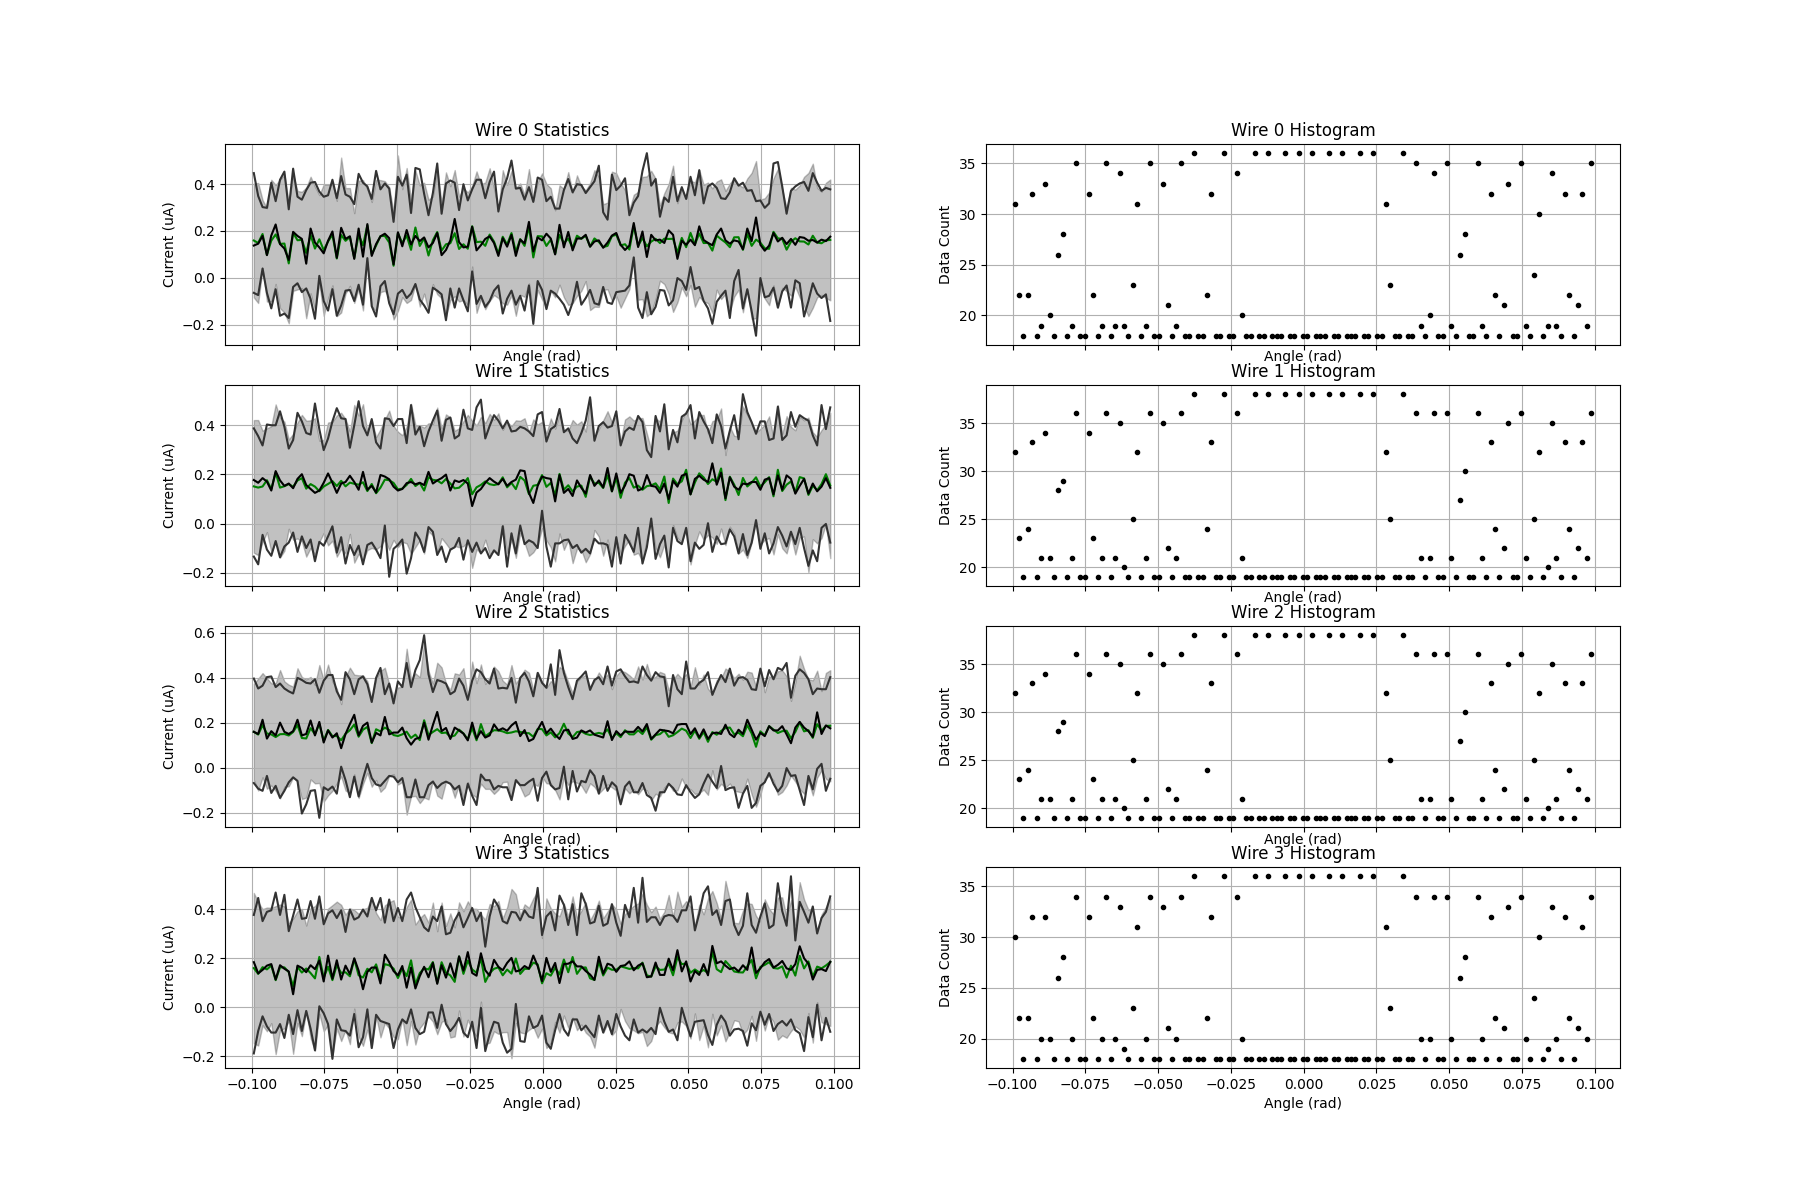 Wire 0 Statistics
Current (uA)
0.4
0.2
0.0
−0.2
Angle (rad)
Wire 0 Histogram
Data Count
35
30
25
20
Angle (rad)
Wire 1 Statistics
Current (uA)
0.4
0.2
0.0
−0.2
Angle (rad)
Wire 1 Histogram
Data Count
35
30
25
20
Angle (rad)
Wire 2 Statistics
Current (uA)
0.6
0.4
0.2
0.0
−0.2
Angle (rad)
Wire 2 Histogram
Data Count
35
30
25
20
Angle (rad)
Wire 3 Statistics
Current (uA)
0.4
0.2
0.0
−0.2
−0.100 −0.075 −0.050 −0.025 0.000 0.025 0.050 0.075 0.100
Angle (rad)
Wire 3 Histogram
Data Count
35
30
25
20
−0.100 −0.075 −0.050 −0.025 0.000 0.025 0.050 0.075 0.100
Angle (rad)